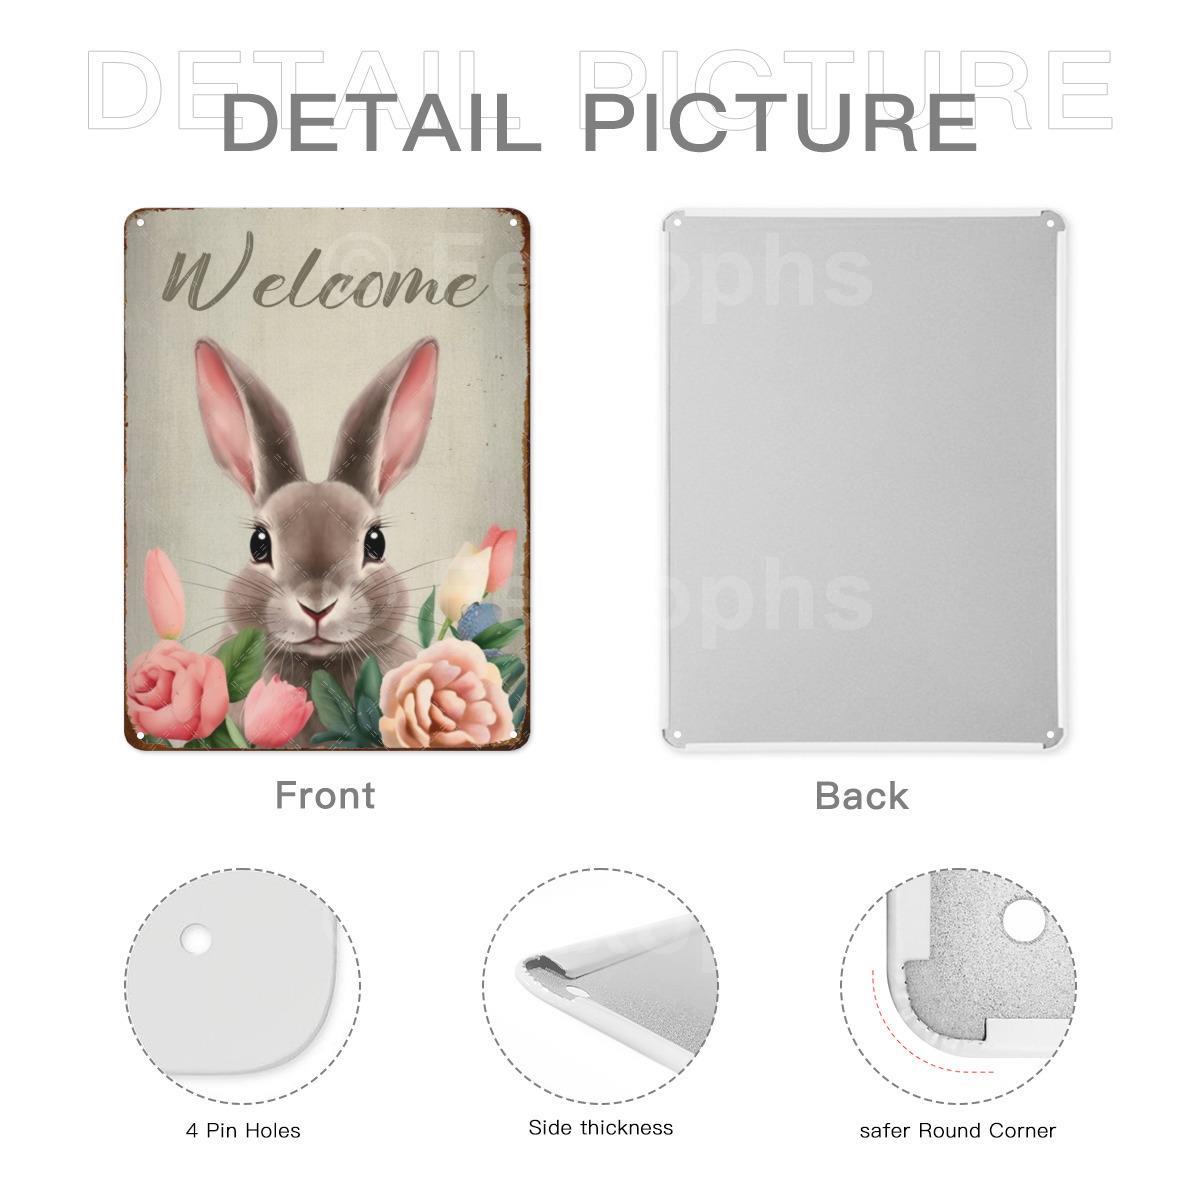 DETAIL PICTURE
DETAIL PICTURE
Welcome
Front
Back
4 Pin Holes
Side thickness
safer Round Corner